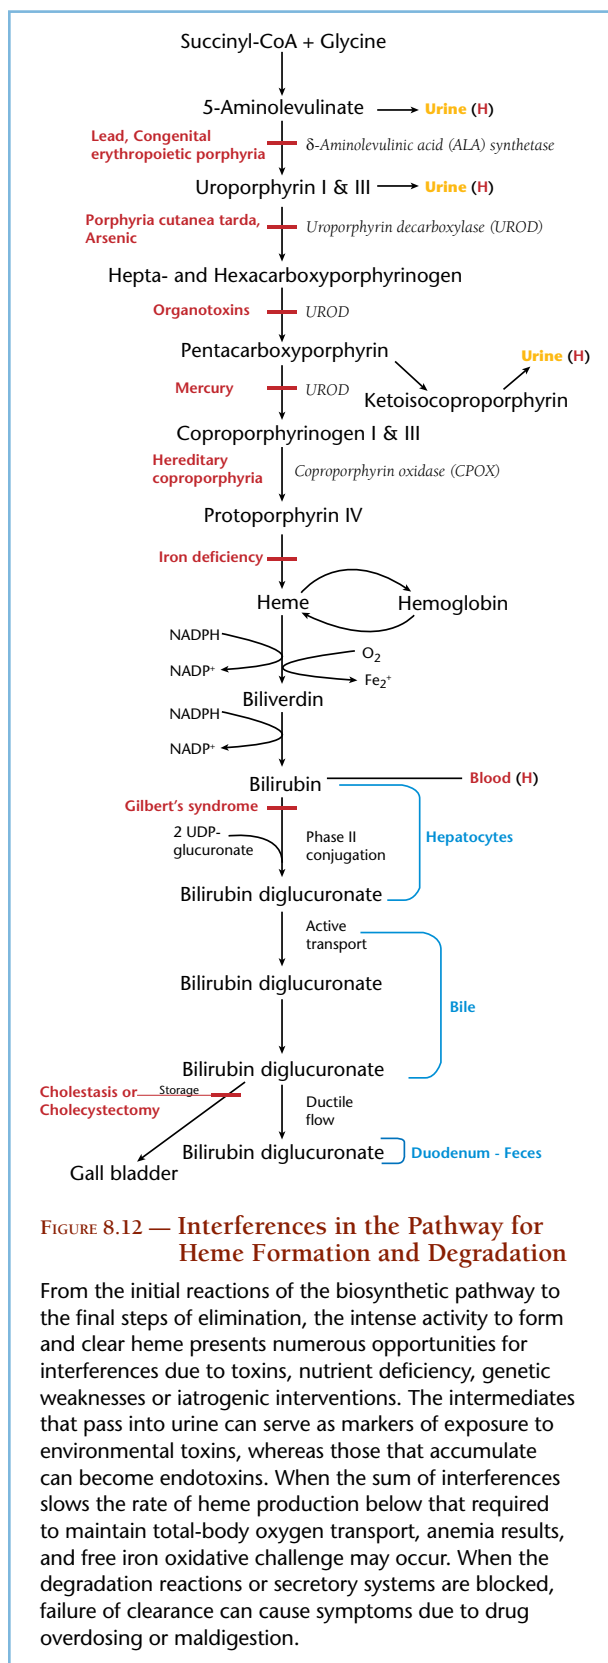 Succinyl-CoA + Glycine
5-Aminolevulinate
Urine (H)
Lead, Congenital
erythropoietic porphyria
δ-Aminolevulinic acid (ALA) synthetase
Uroporphyrin I & III
Urine (H)
Porphyria cutanea tarda,
Arsenic
Uroporphyrin decarboxylase (UROD)
Hepta- and Hexacarboxyporphyrinogen
Organotoxins
UROD
Pentacarboxyporphyrin
Urine (H)
Mercury
UROD
Ketoisocoproporphyrin
Coproporphyrinogen I & III
Hereditary
coproporphyria
Coproporphyrin oxidase (CPOX)
Protoporphyrin IV
Iron deficiency
Heme
Hemoglobin
NADPH
O2
NADP+
Fe2+
Biliverdin
NADPH
NADP+
Bilirubin
Blood (H)
Gilbert's syndrome
2 UDP-
glucuronate
Phase II
conjugation
Hepatocytes
Bilirubin diglucuronate
Active
transport
Bilirubin diglucuronate
Bile
Bilirubin diglucuronate
Cholestasis or
Cholecystectomy
Storage
Ductile
flow
Bilirubin diglucuronate
Duodenum - Feces
Gall bladder
FIGURE 8.12 — Interferences in the Pathway for
Heme Formation and Degradation
From the initial reactions of the biosynthetic pathway to
the final steps of elimination, the intense activity to form
and clear heme presents numerous opportunities for
interferences due to toxins, nutrient deficiency, genetic
weaknesses or iatrogenic interventions. The intermediates
that pass into urine can serve as markers of exposure to
environmental toxins, whereas those that accumulate
can become endotoxins. When the sum of interferences
slows the rate of heme production below that required
to maintain total-body oxygen transport, anemia results,
and free iron oxidative challenge may occur. When the
degradation reactions or secretory systems are blocked,
failure of clearance can cause symptoms due to drug
overdosing or maldigestion.